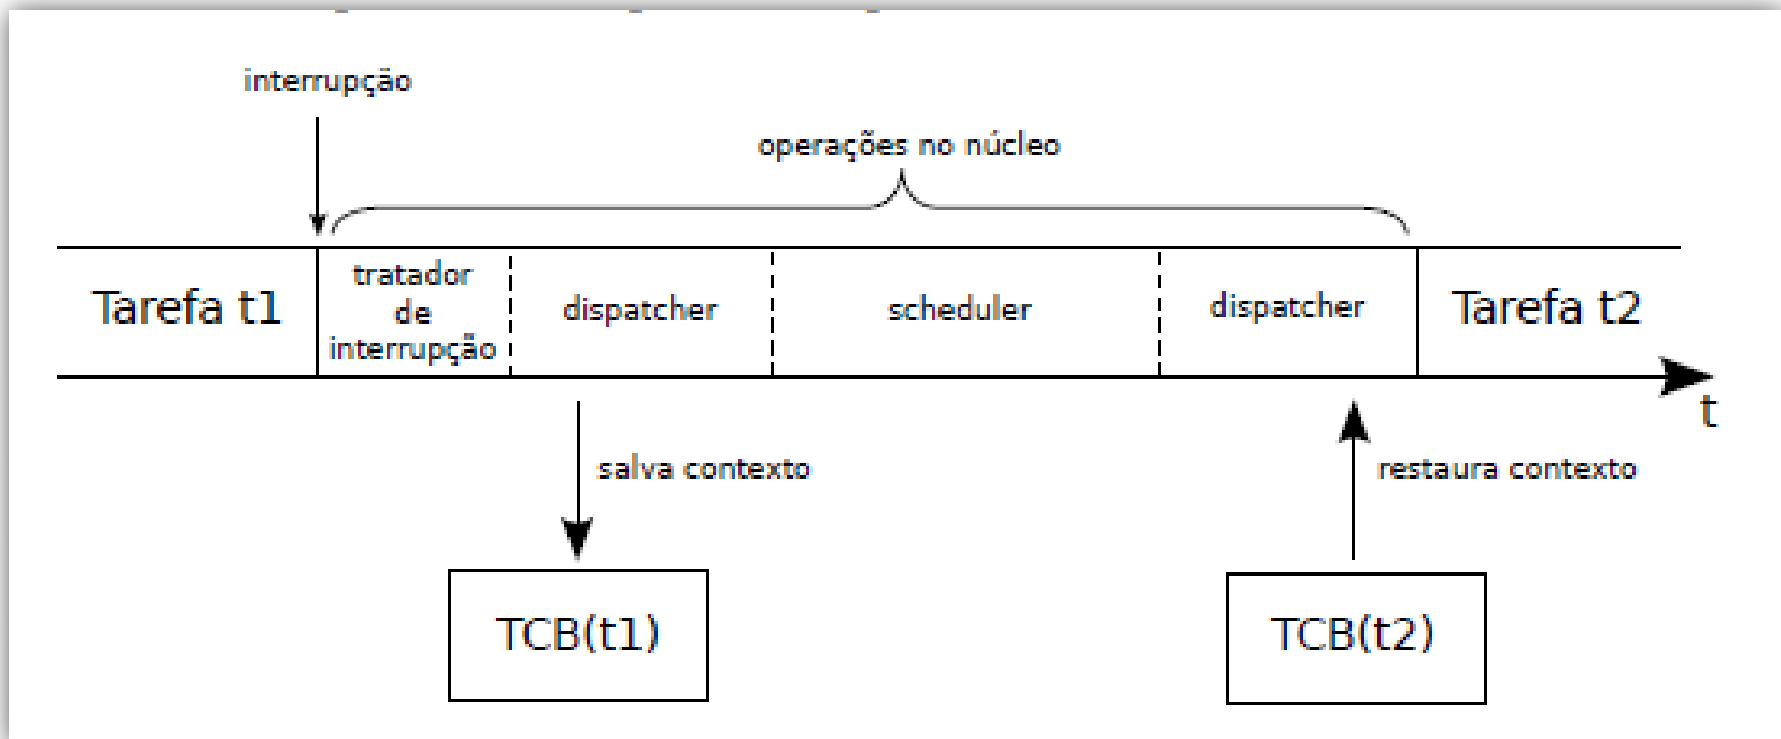 interrupção
operações no núcleo
Tarefa t1
tratador
de
interrupção
dispatcher
scheduler
dispatcher
Tarefa t2
t
salva contexto
restaura contexto
TCB(t1)
TCB(t2)